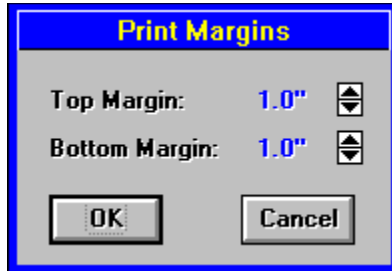 Print Margins
Top Margin: 1.0"
Bottom Margin: 1.0"
OK Cancel